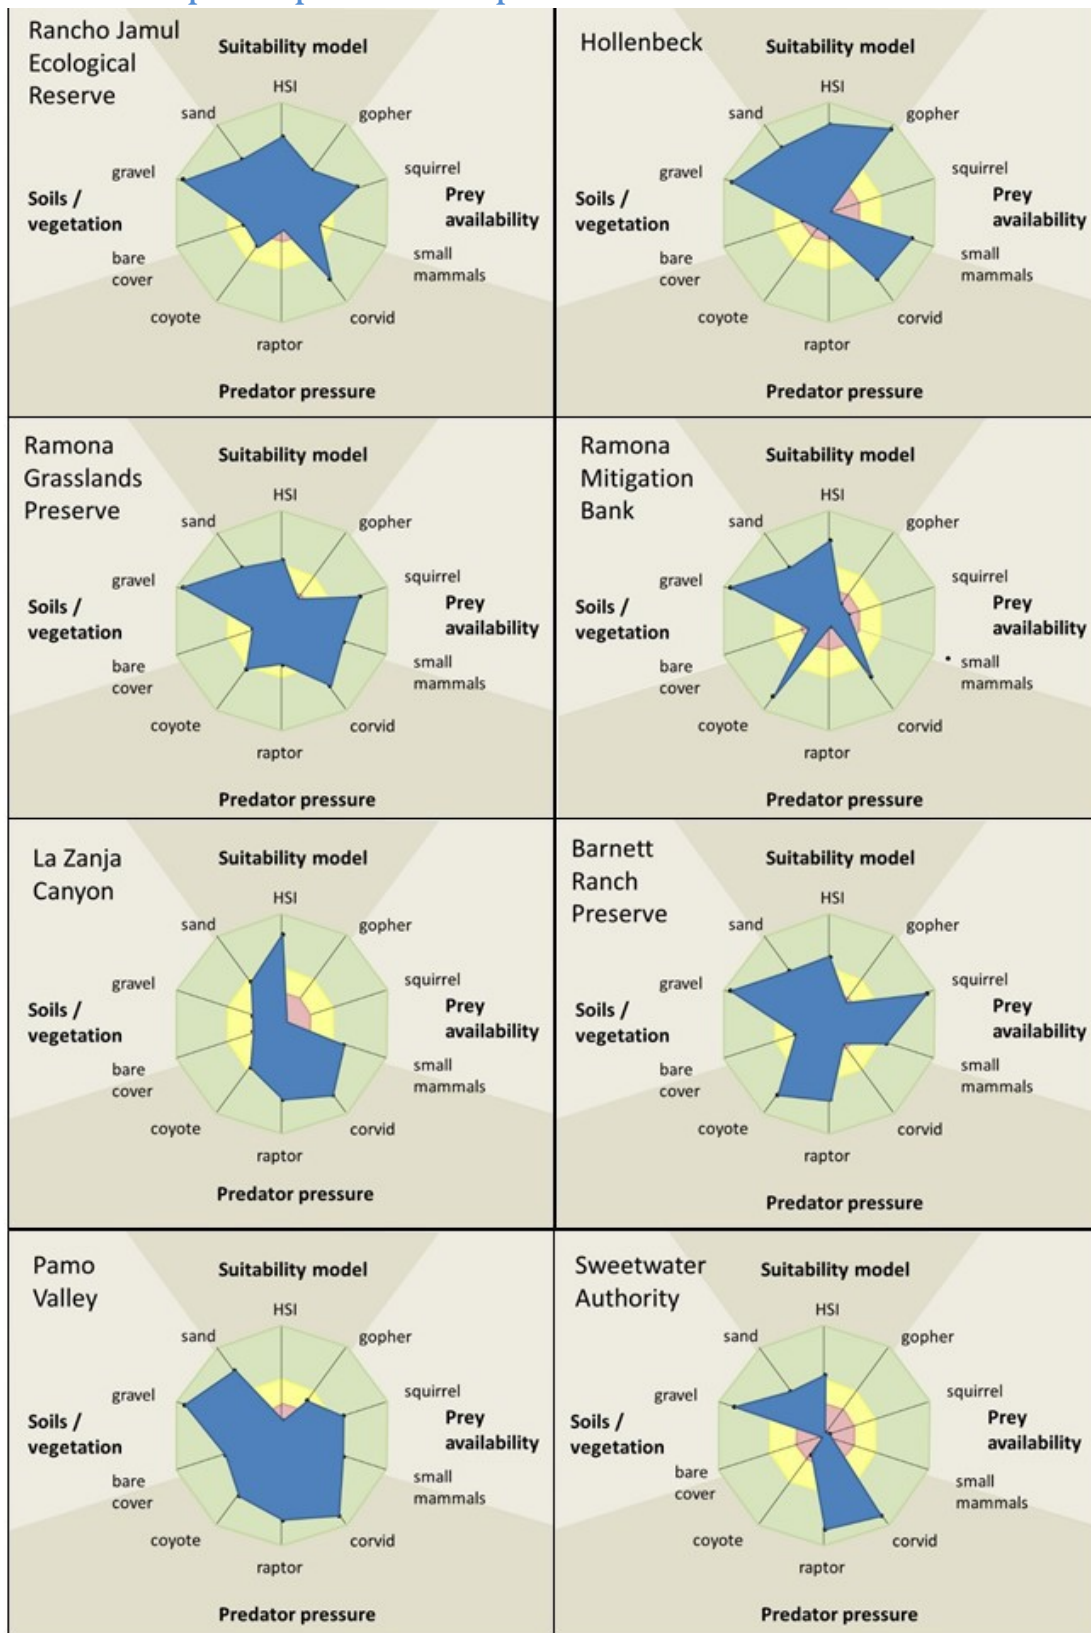 Rancho Jamul
Ecological
Reserve
Suitability model
HSI
sand
gopher
gravel
squirrel
Soils /
vegetation
Prey
availability
bare
cover
small
mammals
coyote
corvid
raptor
Predator pressure
Hollenbeck
Suitability model
HSI
sand
gopher
gravel
squirrel
Soils /
vegetation
Prey
availability
bare
cover
small
mammals
coyote
corvid
raptor
Predator pressure
Ramona
Grasslands
Preserve
Suitability model
HSI
sand
gopher
gravel
squirrel
Soils /
vegetation
Prey
availability
bare
cover
small
mammals
coyote
corvid
raptor
Predator pressure
Ramona
Mitigation
Bank
Suitability model
HSI
sand
gopher
gravel
squirrel
Soils /
vegetation
Prey
availability
bare
cover
small
mammals
coyote
corvid
raptor
Predator pressure
La Zanja
Canyon
Suitability model
HSI
sand
gopher
gravel
squirrel
Soils /
vegetation
Prey
availability
bare
cover
small
mammals
coyote
corvid
raptor
Predator pressure
Barnett
Ranch
Preserve
Suitability model
HSI
sand
gopher
gravel
squirrel
Soils /
vegetation
Prey
availability
bare
cover
small
mammals
coyote
corvid
raptor
Predator pressure
Pamo
Valley
Suitability model
HSI
sand
gopher
gravel
squirrel
Soils /
vegetation
Prey
availability
bare
cover
small
mammals
coyote
corvid
raptor
Predator pressure
Sweetwater
Authority
Suitability model
HSI
sand
gopher
gravel
squirrel
Soils /
vegetation
Prey
availability
bare
cover
small
mammals
coyote
corvid
raptor
Predator pressure